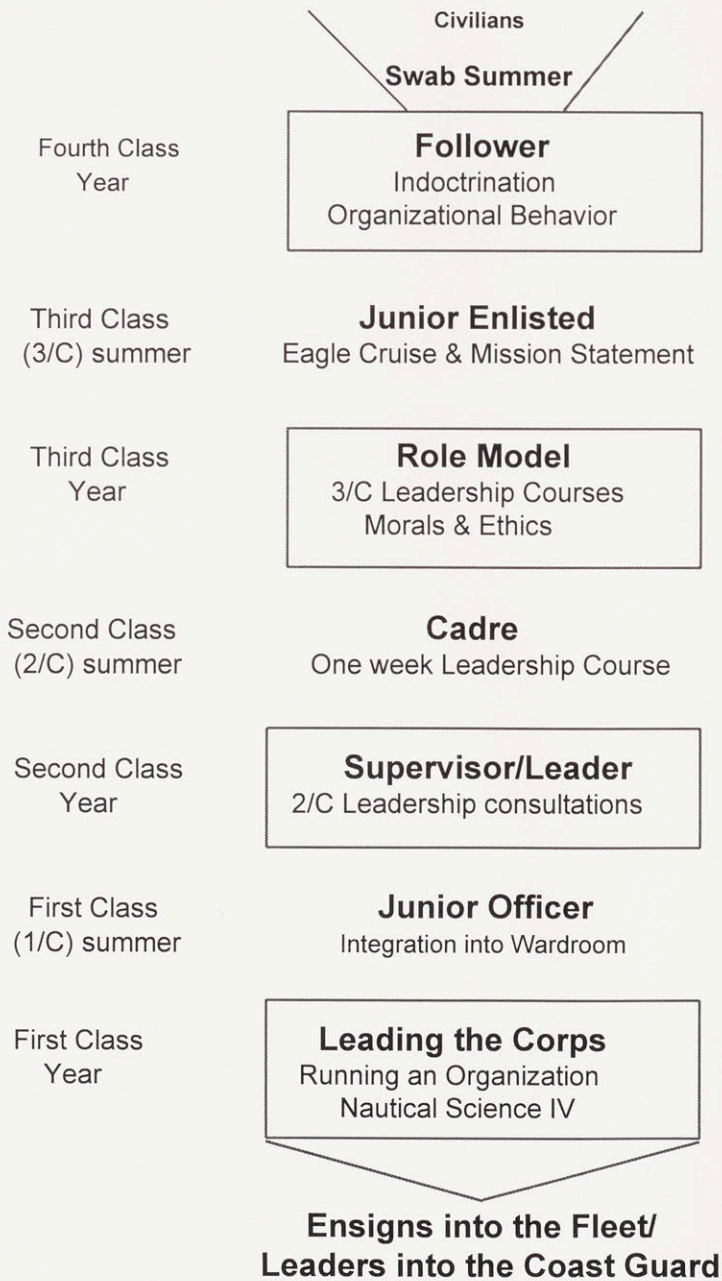 Civilians
Swab Summer
Fourth Class
Year
Follower
Indoctrination
Organizational Behavior
Third Class
(3/C) summer
Junior Enlisted
Eagle Cruise & Mission Statement
Third Class
Year
Role Model
3/C Leadership Courses
Morals & Ethics
Second Class
(2/C) summer
Cadre
One week Leadership Course
Second Class
Year
Supervisor/Leader
2/C Leadership consultations
First Class
(1/C) summer
Junior Officer
Integration into Wardroom
First Class
Year
Leading the Corps
Running an Organization
Nautical Science IV
Ensigns into the Fleet/
Leaders into the Coast Guard